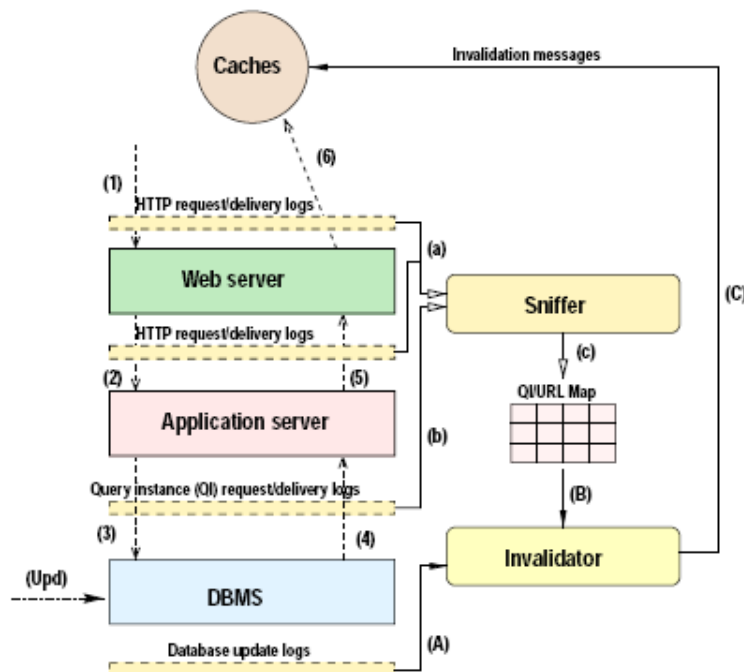 Caches
Invalidation messages
(6)
(1)
HTTP request/delivery logs
(a)
Web server
Sniffer
(C)
HTTP request/delivery logs
(c)
(2)
(5)
QI/URL Map
Application server
(b)
Query instance (QI) request/delivery logs
(B)
(3)
(4)
Invalidator
(Upd)
DBMS
Database update logs
(A)